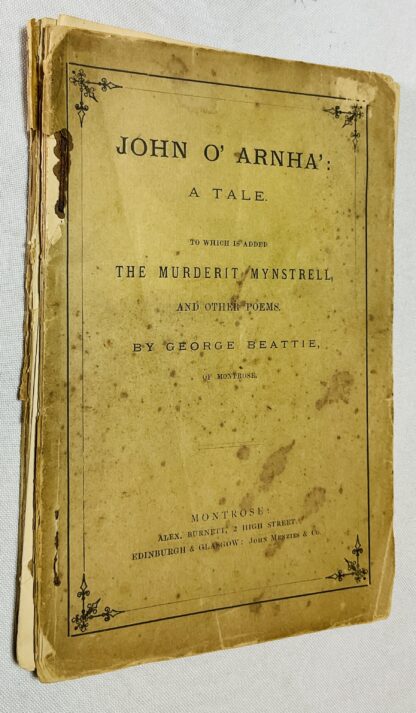 JOHN O' ARNHA':
A TALE.
TO WHICH IS ADDED
THE MURDERIT MYNSTRELL,
AND OTHER POEMS.
BY GEORGE BEATTIE,
OF MONTROSE.
MONTROSE:
ALEX. BURNETT, 2 HIGH STREET.
EDINBURGH & GLASGOW: JOHN MENZIES & Co.